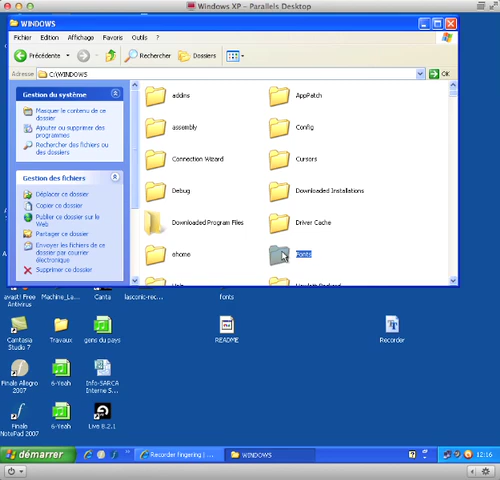 Windows XP - Parallels Desktop
WINDOWS
Fichier Edition Affichage Favoris Outils ?
Précédente Rechercher Dossiers
Adresse C:\WINDOWS OK
Gestion du système
Masquer le contenu de ce
dossier
Ajouter ou supprimer des
programmes
Rechercher des fichiers ou
des dossiers
Gestion des fichiers
Déplacer ce dossier
Copier ce dossier
Publier ce dossier sur le
Web
Partager ce dossier
Envoyer les fichiers de ce
dossier par courrier
électronique
Supprimer ce dossier
addins
AppPatch
assembly
Config
Connection Wizard
Cursors
Debug
Downloaded Installations
Downloaded Program Files
Driver Cache
ehome
Fonts
avast! Free
Antivirus
Machine_La...
Canta
lasconic-rec...
fonts
Camtasia
Studio 7
Travaux
gens du pays
README
Recorder
Finale Allegro
2007
6-Yeah
Info-SARCA
Interne S...
Finale
NotePad 2007
6-Yeah
Live 8.2.1
démarrer
Recorder fingering | ...
WINDOWS
12:16